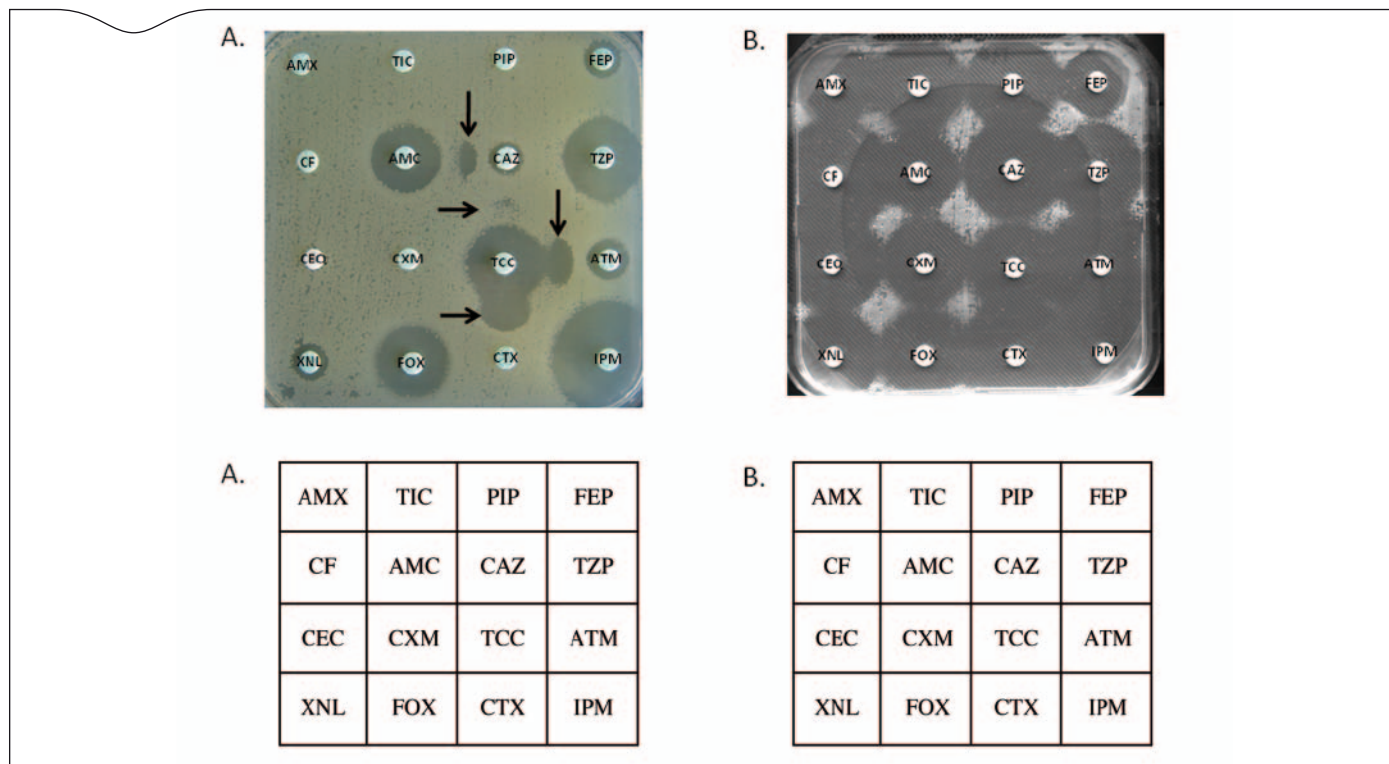 A.
AMX TIC PIP FEP
CF AMC CAZ TZP
CEQ CXM TCC ATM
XNL FOX CTX IPM
B.
AMX TIC PIP FEP
CF AMC CAZ TZP
CEQ CXM TCC ATM
XNL FOX CTX IPM
A.
AMX TIC PIP FEP
CF AMC CAZ TZP
CEC CXM TCC ATM
XNL FOX CTX IPM
B.
AMX TIC PIP FEP
CF AMC CAZ TZP
CEC CXM TCC ATM
XNL FOX CTX IPM